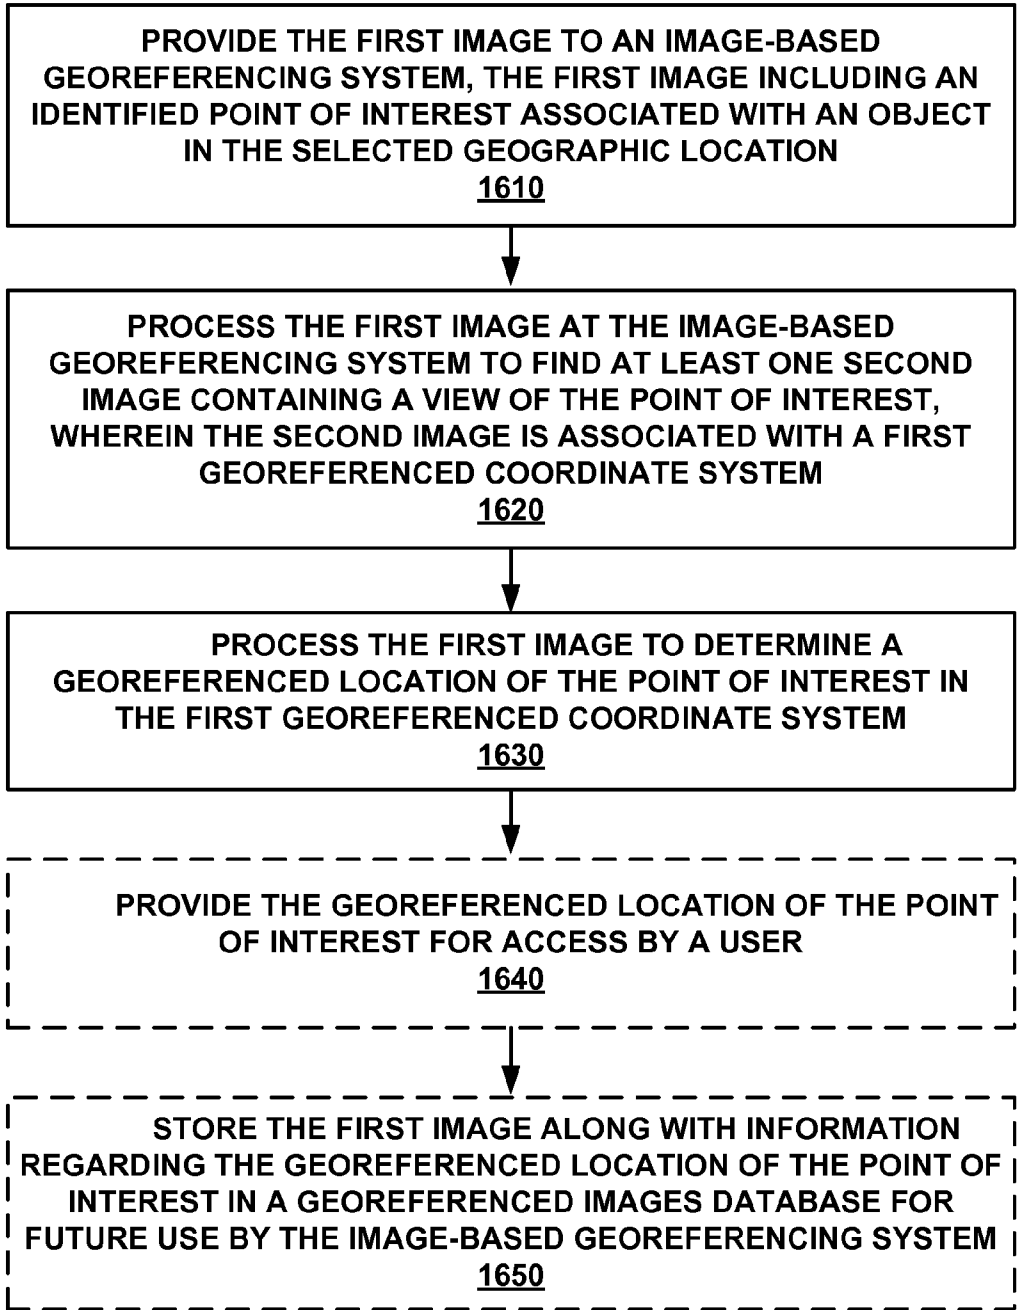 PROVIDE THE FIRST IMAGE TO AN IMAGE-BASED
GEOREFERENCING SYSTEM, THE FIRST IMAGE INCLUDING AN
IDENTIFIED POINT OF INTEREST ASSOCIATED WITH AN OBJECT
IN THE SELECTED GEOGRAPHIC LOCATION
1610
PROCESS THE FIRST IMAGE AT THE IMAGE-BASED
GEOREFERENCING SYSTEM TO FIND AT LEAST ONE SECOND
IMAGE CONTAINING A VIEW OF THE POINT OF INTEREST,
WHEREIN THE SECOND IMAGE IS ASSOCIATED WITH A FIRST
GEOREFERENCED COORDINATE SYSTEM
1620
PROCESS THE FIRST IMAGE TO DETERMINE A
GEOREFERENCED LOCATION OF THE POINT OF INTEREST IN
THE FIRST GEOREFERENCED COORDINATE SYSTEM
1630
PROVIDE THE GEOREFERENCED LOCATION OF THE POINT
OF INTEREST FOR ACCESS BY A USER
1640
STORE THE FIRST IMAGE ALONG WITH INFORMATION
REGARDING THE GEOREFERENCED LOCATION OF THE POINT OF
INTEREST IN A GEOREFERENCED IMAGES DATABASE FOR
FUTURE USE BY THE IMAGE-BASED GEOREFERENCING SYSTEM
1650